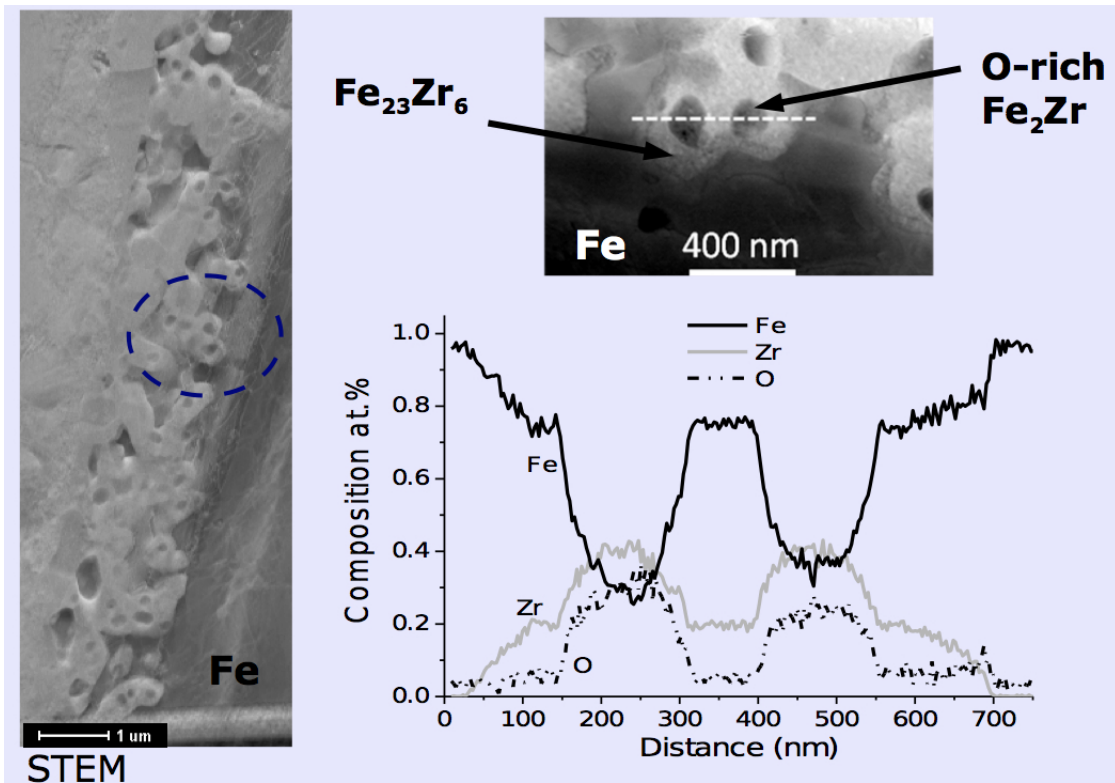 Fe₂₃Zr₆
O-rich
Fe₂Zr
Fe
400 nm
Fe
1 um
STEM
Fe
Zr
O
Composition at.%
1.0
0.8
0.6
0.4
0.2
0.0
Fe
Zr
O
0 100 200 300 400 500 600 700
Distance (nm)